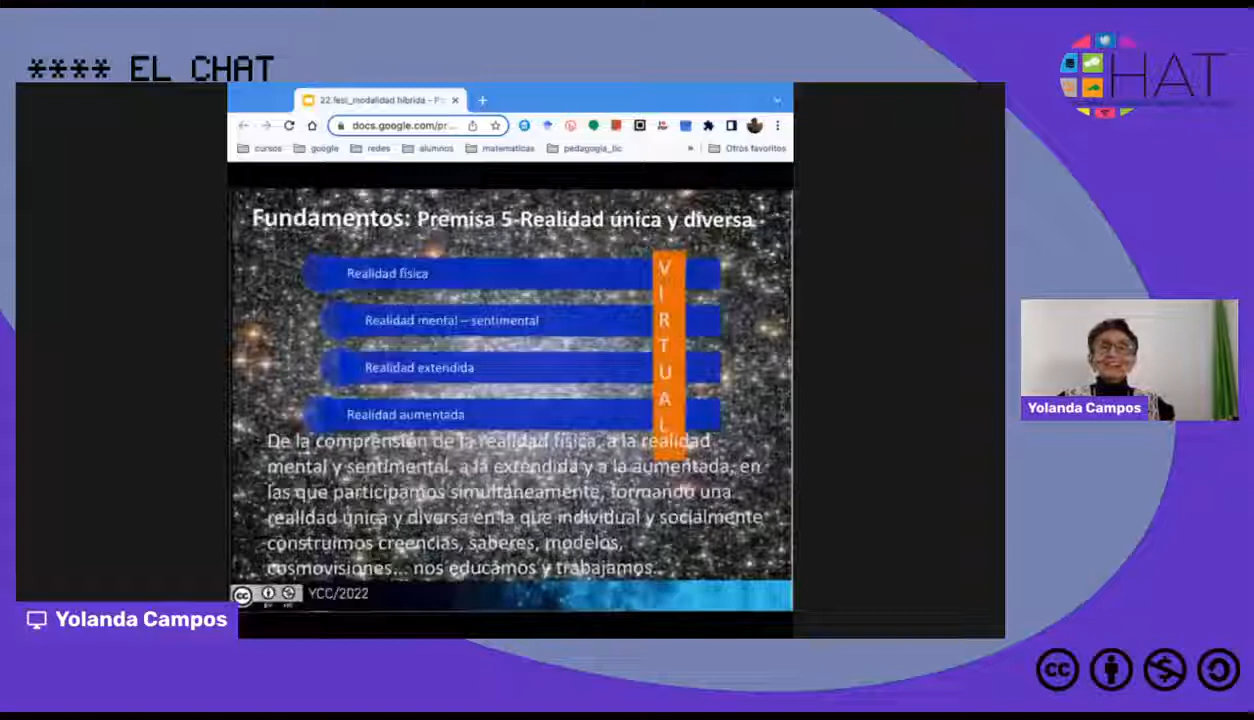 **** EL CHAT
HAT
22.fesi_modalidad híbrida - P
docs.google.com/pr...
cursos
google
redes
alumnos
matematicas
pedagogia_tic
»
Otros favoritos
Fundamentos: Premisa 5-Realidad única y diversa
Realidad física
Realidad mental – sentimental
Realidad extendida
Realidad aumentada
VIRTUAL
De la comprensión de la realidad física, a la realidad
mental y sentimental, a la extendida y a la aumentada, en
las que participamos simultáneamente, formando una
realidad única y diversa en la que individual y socialmente
construimos creencias, saberes, modelos,
cosmovisiones... nos educamos y trabajamos..
cc
YCC/2022
Yolanda Campos
Yolanda Campos
cc